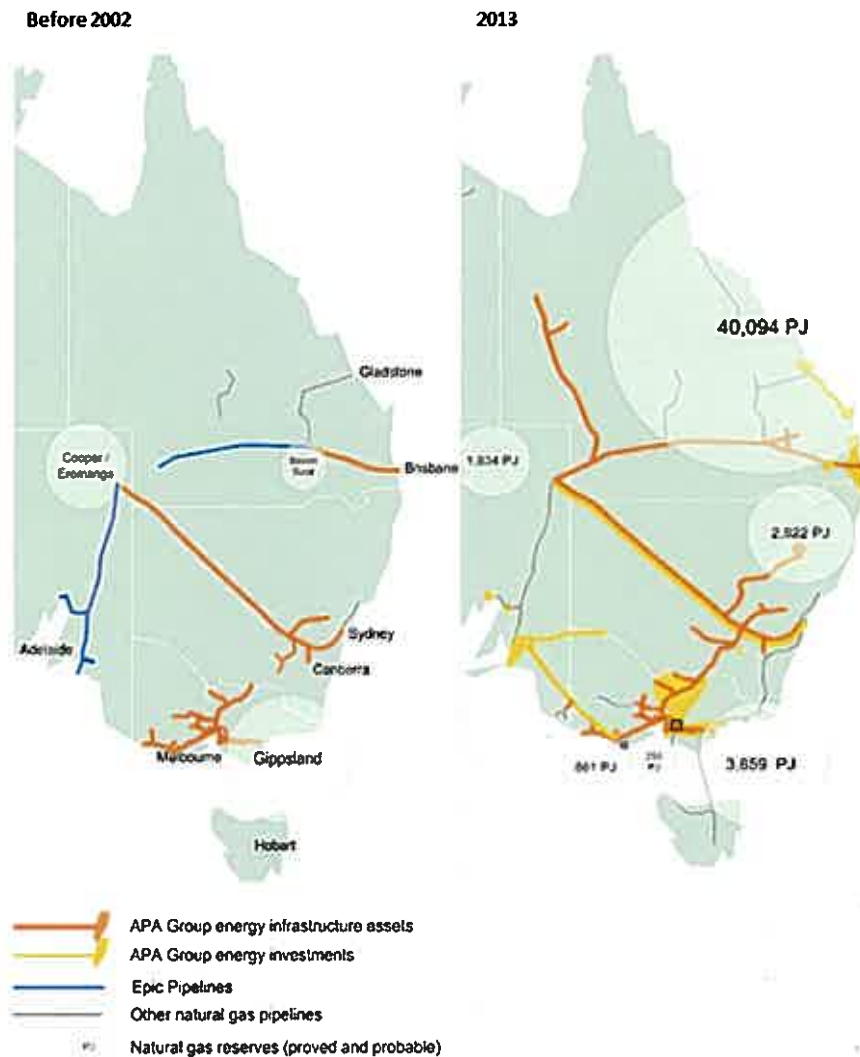 Before 2002
2013
40,094 PJ
Gladstone
Cooper /
Eromanga
Brisbane
1,834 PJ
2,822 PJ
Sydney
Adelaide
Canberra
Melbourne
Gippsland
PJ
3,659 PJ
Hobart
APA Group energy infrastructure assets
APA Group energy investments
Epic Pipelines
Other natural gas pipelines
PJ
Natural gas reserves (proved and probable)